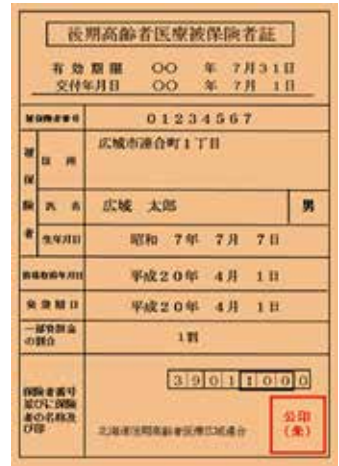 後期高齢者医療被保険者証
有効期限 〇〇 年 7月31日
交付年月日 〇〇 年 7月 1日
被保険者番号 01234567
被保険者
住所 広域市連合町1丁目
氏名 広域 太郎 男
生年月日 昭和 7年 7月 7日
資格取得年月日 平成20年 4月 1日
発効期日 平成20年 4月 1日
一部負担金の割合 1割
保険者番号並びに保険者の名称及び印
39011000
北海道後期高齢者医療広域連合
公印
(朱)